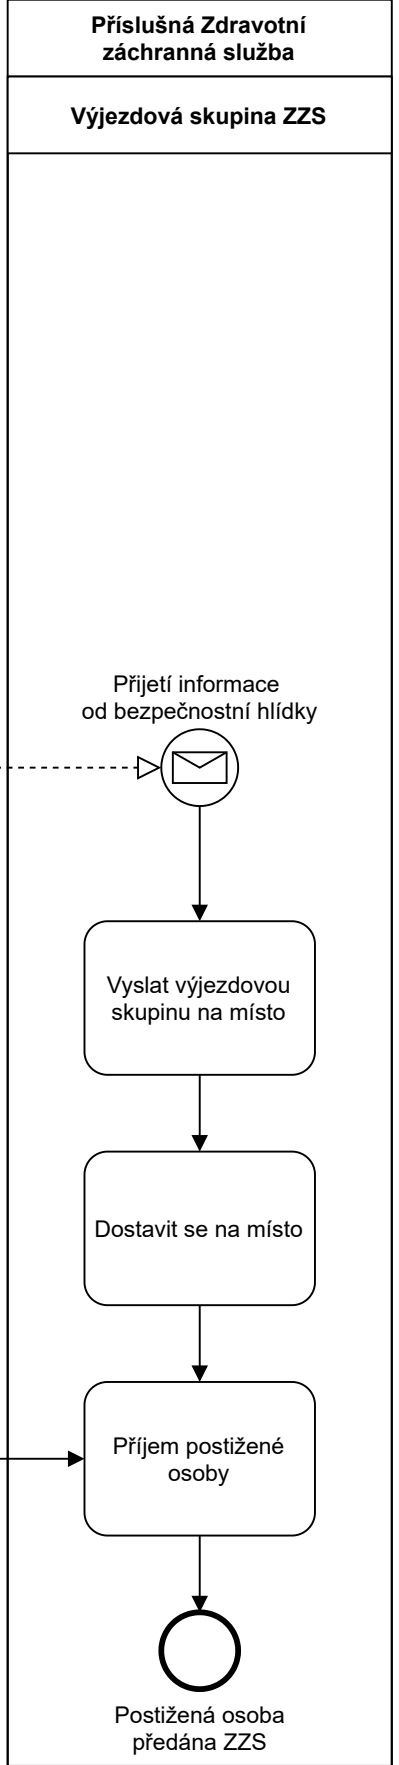 Příslušná Zdravotní
záchranná služba
Výjezdová skupina ZZS
Přijetí informace
od bezpečnostní hlídky
Vyslat výjezdovou
skupinu na místo
Dostavit se na místo
Příjem postižené
osoby
Postižená osoba
předána ZZS